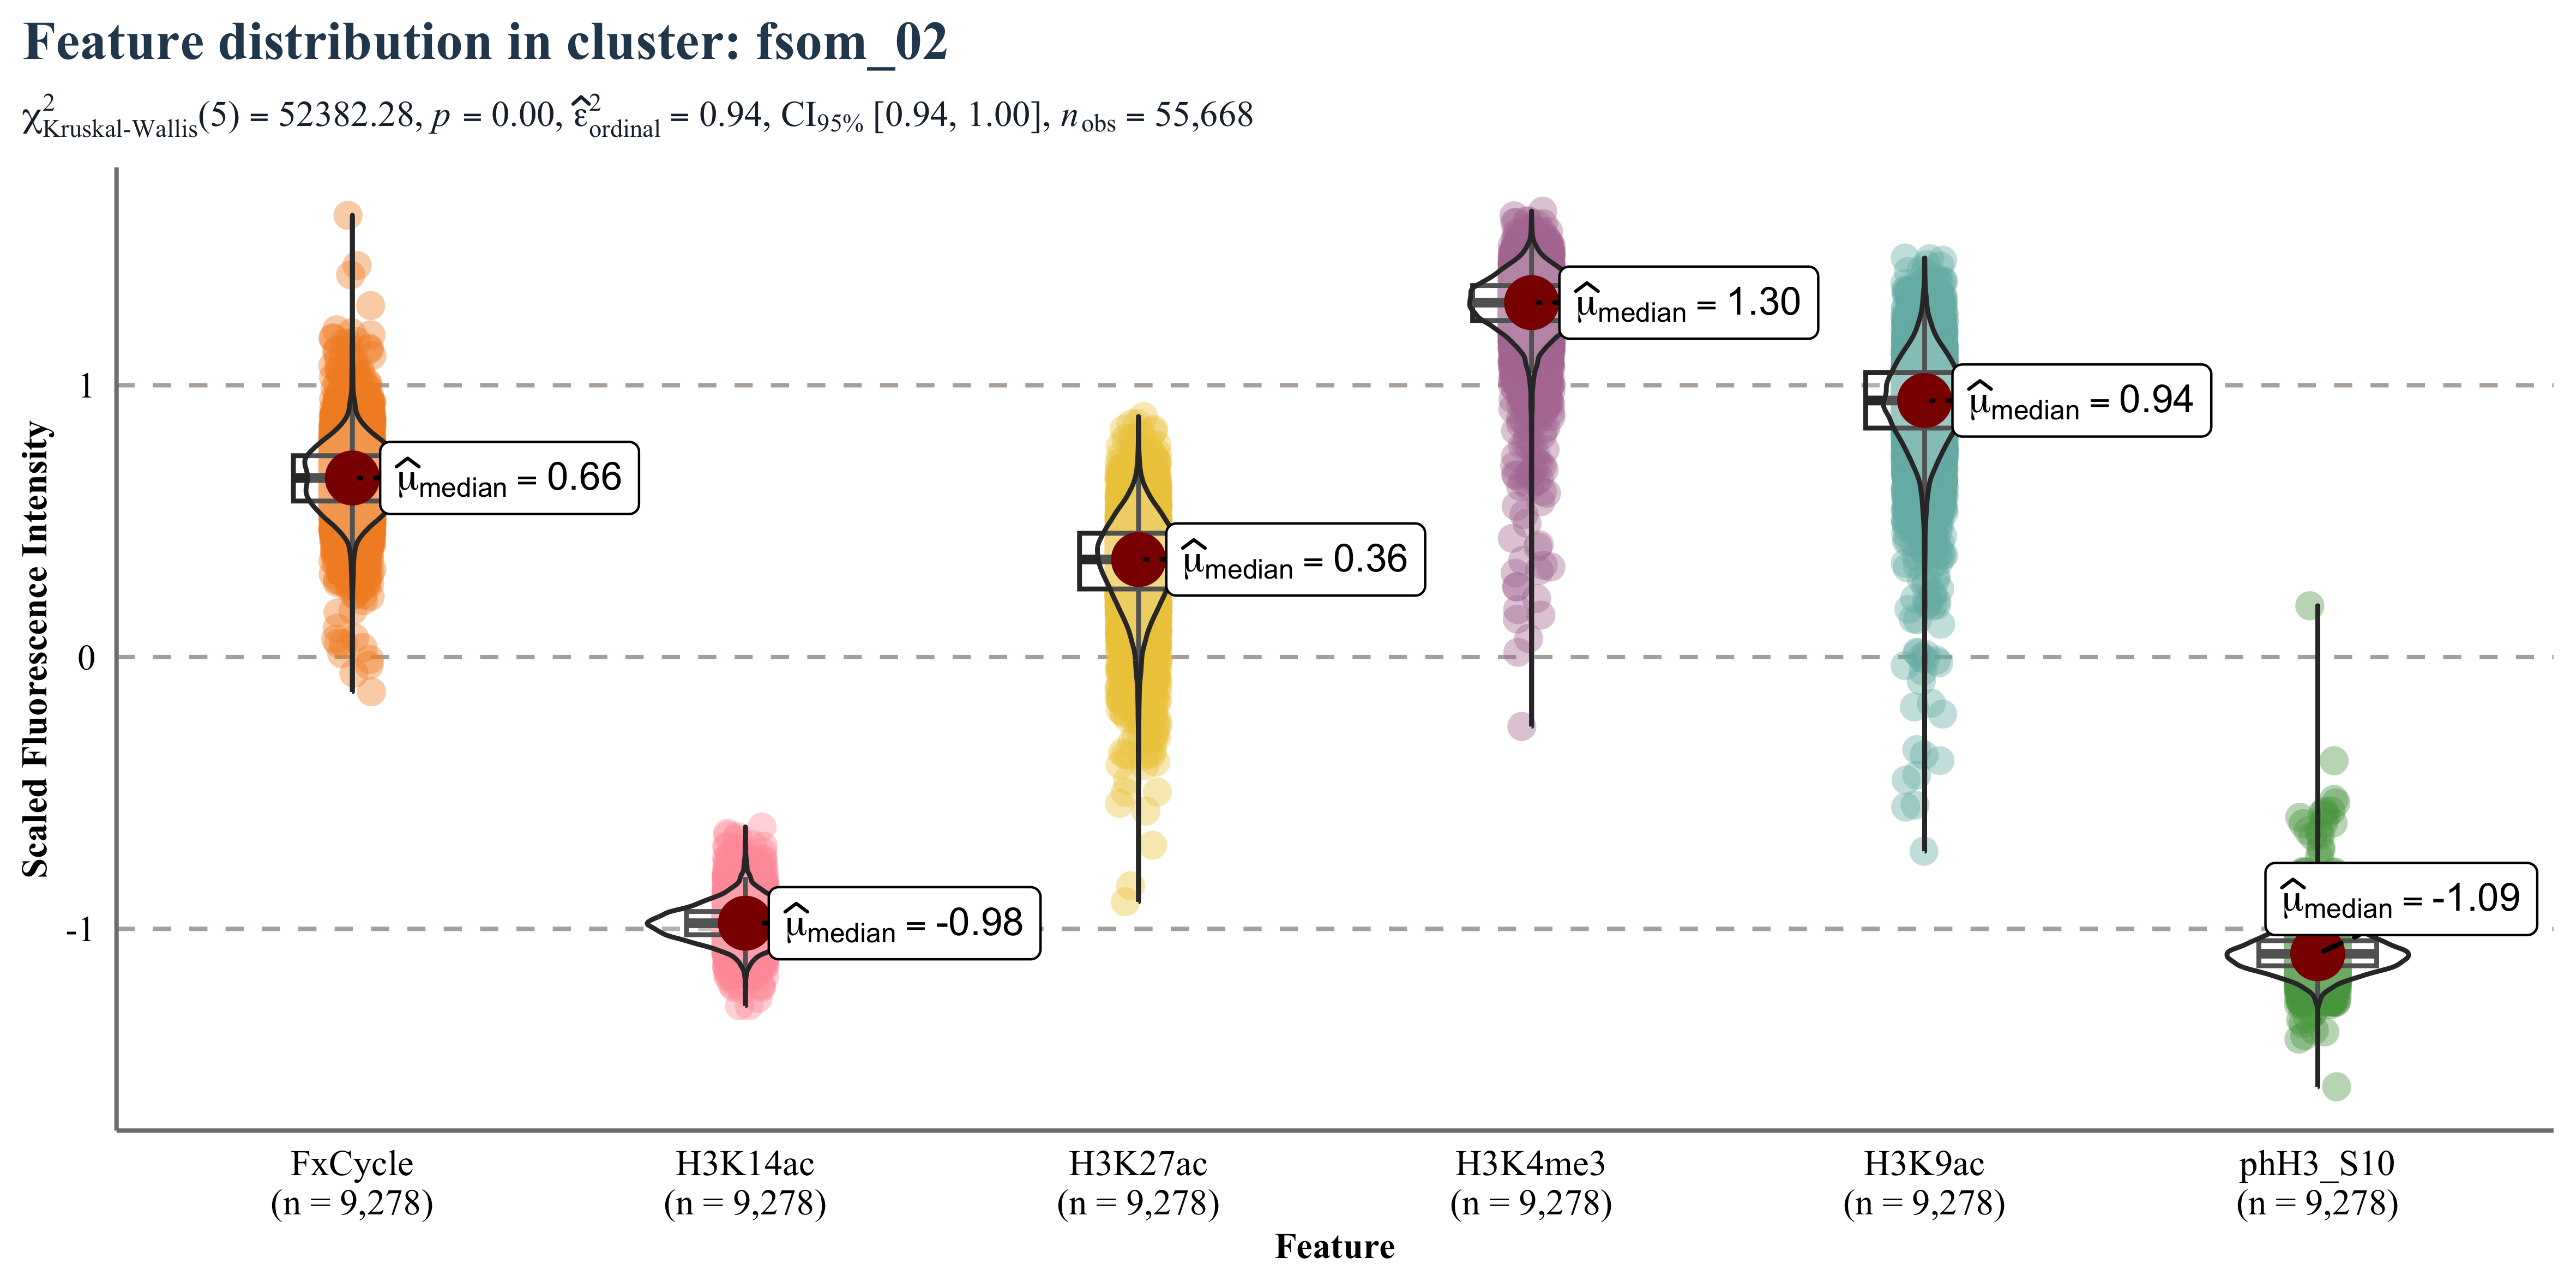 Feature distribution in cluster: fsom_02
χ²Kruskal-Wallis(5) = 52382.28, p = 0.00, ε̂²ordinal = 0.94, CI95% [0.94, 1.00], nobs = 55,668
Scaled Fluorescence Intensity
1
0
-1
μ̂median = 0.66
μ̂median = -0.98
μ̂median = 0.36
μ̂median = 1.30
μ̂median = 0.94
μ̂median = -1.09
FxCycle
(n = 9,278)
H3K14ac
(n = 9,278)
H3K27ac
(n = 9,278)
H3K4me3
(n = 9,278)
H3K9ac
(n = 9,278)
phH3_S10
(n = 9,278)
Feature